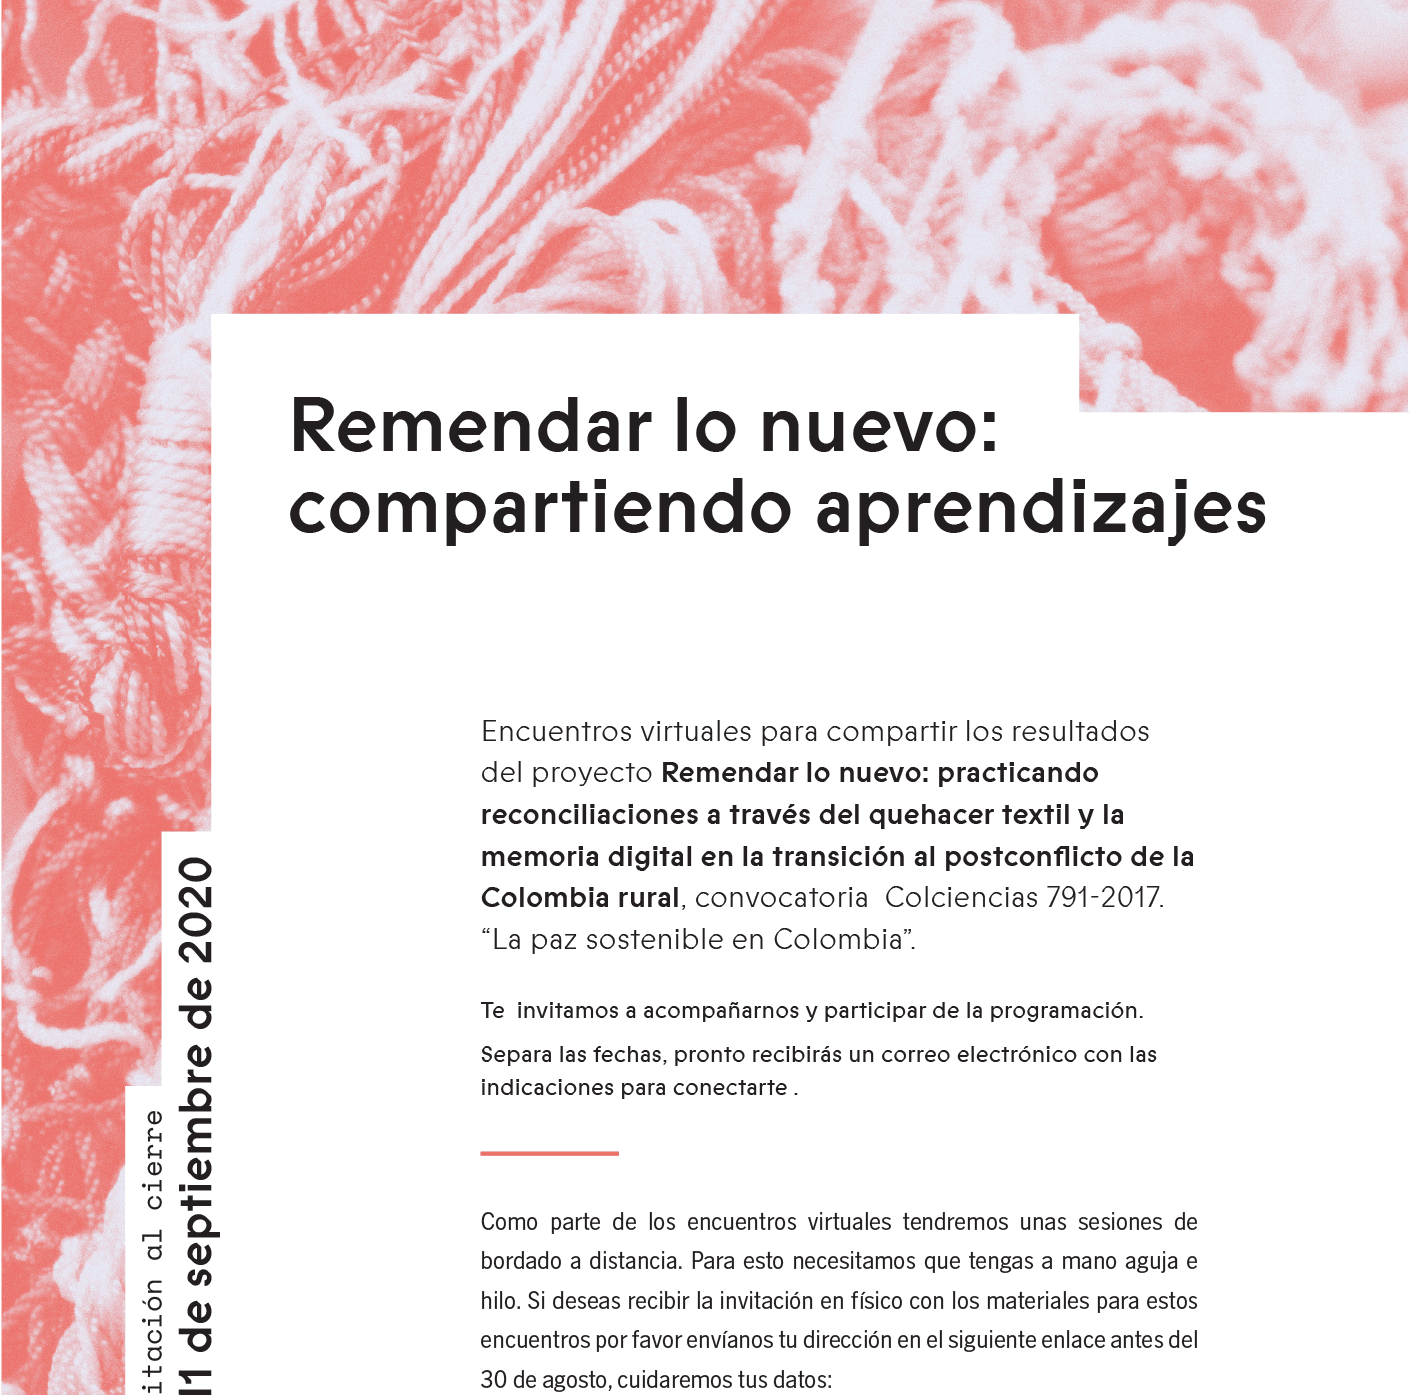 Remendar lo nuevo:
compartiendo aprendizajes
Encuentros virtuales para compartir los resultados
del proyecto Remendar lo nuevo: practicando
reconciliaciones a través del quehacer textil y la
memoria digital en la transición al postconflicto de la
Colombia rural, convocatoria Colciencias 791-2017.
“La paz sostenible en Colombia”.
Te invitamos a acompañarnos y participar de la programación.
Separa las fechas, pronto recibirás un correo electrónico con las
indicaciones para conectarte .
Como parte de los encuentros virtuales tendremos unas sesiones de
bordado a distancia. Para esto necesitamos que tengas a mano aguja e
hilo. Si deseas recibir la invitación en físico con los materiales para estos
encuentros por favor envíanos tu dirección en el siguiente enlace antes del
30 de agosto, cuidaremos tus datos:
itación al cierre
11 de septiembre de 2020